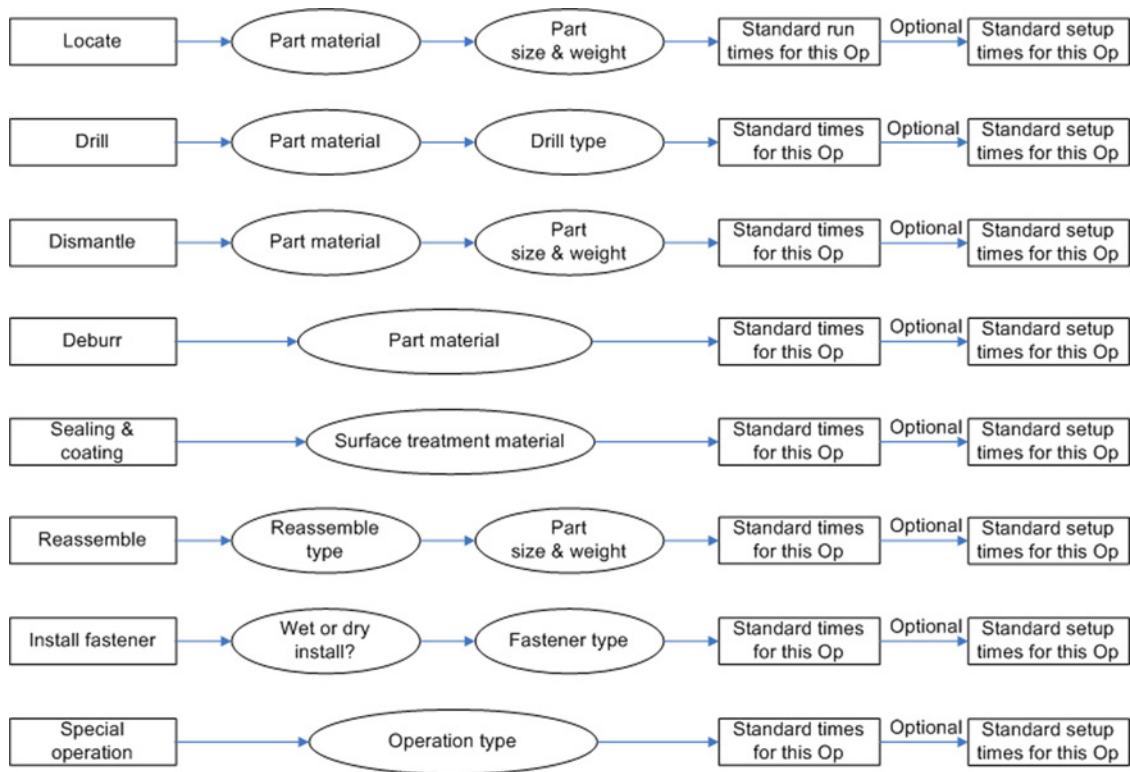 Locate
Part material
Part
size & weight
Standard run
times for this Op
Optional
Standard setup
times for this Op
Drill
Part material
Drill type
Standard times
for this Op
Optional
Standard setup
times for this Op
Dismantle
Part material
Part
size & weight
Standard times
for this Op
Optional
Standard setup
times for this Op
Deburr
Part material
Standard times
for this Op
Optional
Standard setup
times for this Op
Sealing &
coating
Surface treatment material
Standard times
for this Op
Optional
Standard setup
times for this Op
Reassemble
Reassemble
type
Part
size & weight
Standard times
for this Op
Optional
Standard setup
times for this Op
Install fastener
Wet or dry
install?
Fastener type
Standard times
for this Op
Optional
Standard setup
times for this Op
Special
operation
Operation type
Standard times
for this Op
Optional
Standard setup
times for this Op